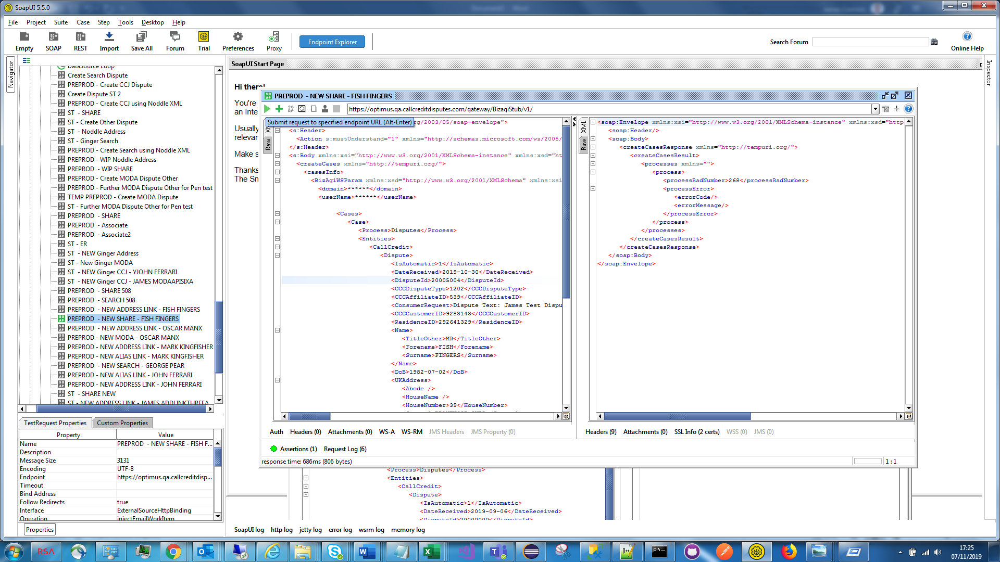 SoapUI 5.5.0
File Project Suite Case Step Tools Desktop Help
Empty SOAP REST Import Save All Forum Trial Preferences Proxy
Endpoint Explorer
Search Forum
Online Help
Navigator
DataSource Loop
Create Search Dispute
PREPROD - Create CCJ Dispute
Create Dispute ST 2
PREPROD - Create CCJ using Noddle XML
ST - SHARE
ST - Create Other Dispute
ST - Noddle Address
ST - Ginger Search
PREPROD - Create Search using Noddle XML
PREPROD - WIP Noddle Address
PREPROD - WIP SHARE
PREPROD - Create MODA Dispute Other
PREPROD - Further MODA Dispute Other for Pen test
TEMP PREPROD - Create MODA Dispute
ST - Further MODA Dispute Other for Pen test
PREPROD - SHARE
PREPROD - Associate
PREPROD - Associate2
ST - ER
ST - NEW Ginger Address
ST - New Ginger MODA
ST - NEW Ginger CCJ - YJOHN FERRARI
ST - NEW Ginger CCJ - JAMES MODAAPISIXA
PREPROD - SHARE 508
PREPROD - SEARCH 508
PREPROD - NEW ADDRESS LINK - FISH FINGERS
PREPROD - NEW SHARE - FISH FINGERS
PREPROD - NEW ADDRESS LINK - OSCAR MANX
PREPROD - NEW MODA - OSCAR MANX
PREPROD - NEW ADDRESS LINK - MARK KINGFISHER
PREPROD - NEW ALIAS LINK - MARK KINGFISHER
PREPROD - NEW SEARCH - GEORGE PEAR
PREPROD - NEW ALIAS LINK - JOHN FERRARI
PREPROD - NEW ADDRESS LINK - JOHN FERRARI
ST - SHARE NEW
ST - NEW ADDRESS LINK - JAMES ADDLINKTHREEA
TestRequest Properties Custom Properties
Property Value
Name PREPROD - NEW SHARE - FISH F...
Description
Message Size 3131
Encoding UTF-8
Endpoint https://optimus.qa.callcreditdisp...
Timeout
Bind Address
Follow Redirects true
Interface ExternalSourceHttpBinding
Operation injectEmailWorkItem
Properties
SoapUI Start Page
Inspector
Hi there!
You're
an Inte
Usually
relevan
Make s
Thanks
The Sm
PREPROD - NEW SHARE - FISH FINGERS
https://optimus.qa.callcreditdisputes.com/gateway/BizagiStub/v1/
Submit request to specified endpoint URL (Alt-Enter)
rg/2003/05/soap-envelope">
Raw
<s:Header>
<Action s:mustUnderstand="1" xmlns="http://schemas.microsoft.com/ws/2005/
</s:Header>
<s:Body xmlns:xsi="http://www.w3.org/2001/XMLSchema-instance" xmlns:xsd="ht
<createCases xmlns="http://tempuri.org/">
<casesInfo>
<BizAgiWSParam xmlns:xsd="http://www.w3.org/2001/XMLSchema" xmlns:xsi
<domain>******</domain>
<userName>******</userName>
<Cases>
<Case>
<Process>Disputes</Process>
<Entities>
<CallCredit>
<Dispute>
<IsAutomatic>1</IsAutomatic>
<DateReceived>2019-10-30</DateReceived>
<DisputeId>20005004</DisputeId>
<CCCDisputeType>1202</CCCDisputeType>
<CCCAffiliateID>539</CCCAffiliateID>
<ConsumerRequest>Dispute Text: James Test Dispu
<CCCCustomerID>9283143</CCCCustomerID>
<ResidenceID>292641329</ResidenceID>
<Name>
<TitleOther>MR</TitleOther>
<Forename>FISH</Forename>
<Surname>FINGERS</Surname>
</Name>
<DoB>1982-07-02</DoB>
<UKAddress>
<Abode />
<HouseName />
<HouseNumber>39</HouseNumber>
XML
Raw
<soap:Envelope xmlns:xsi="http://www.w3.org/2001/XMLSchema-instance" xmlns:xsd="http
<soap:Header/>
<soap:Body>
<createCasesResponse xmlns="http://tempuri.org/">
<createCasesResult>
<processes xmlns="">
<process>
<processRadNumber>268</processRadNumber>
<processError>
<errorCode/>
<errorMessage/>
</processError>
</process>
</processes>
</createCasesResult>
</createCasesResponse>
</soap:Body>
</soap:Envelope>
Auth Headers (0) Attachments (0) WS-A WS-RM JMS Headers JMS Property (0)
Headers (9) Attachments (0) SSL Info (2 certs) WSS (0) JMS (0)
Assertions (1) Request Log (6)
response time: 686ms (806 bytes)
1 : 1
<Process>Disputes</Process>
<Entities>
<CallCredit>
<Dispute>
<IsAutomatic>1</IsAutomatic>
<DateReceived>2019-09-06</DateReceived>
SoapUI log http log jetty log error log wsrm log memory log
RSA
17:25
07/11/2019